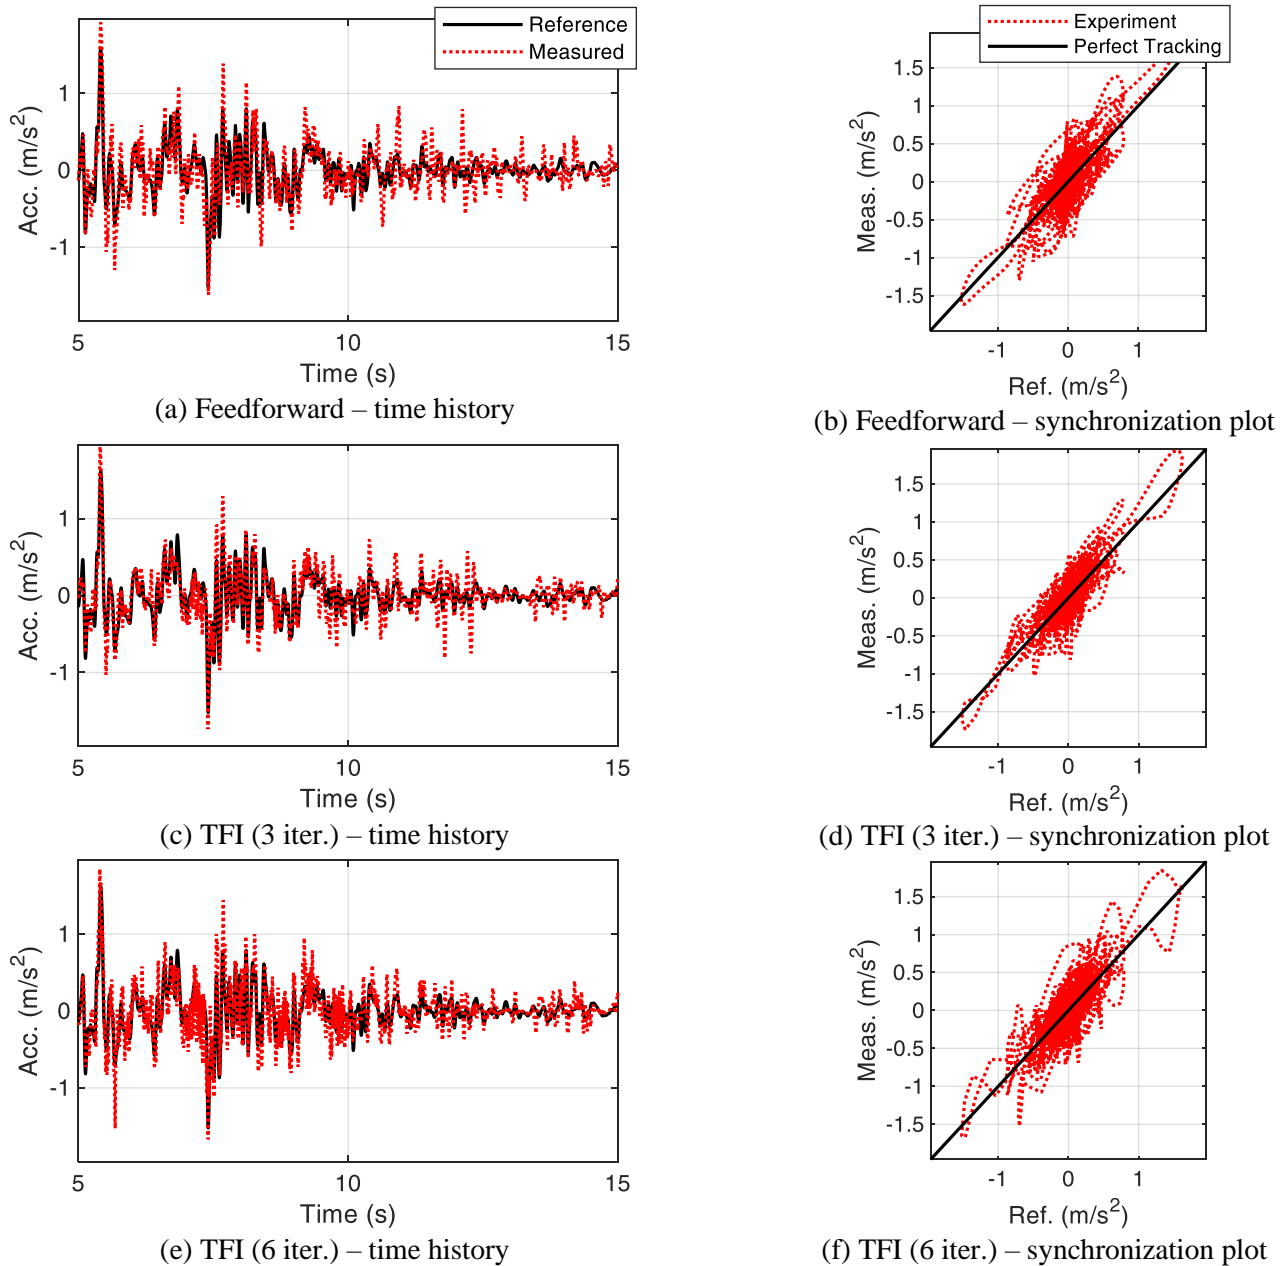 Reference
Measured
1
0
-1
Acc. (m/s²)
5
10
15
Time (s)
(a) Feedforward – time history
Experiment
Perfect Tracking
1.5
1
0.5
0
-0.5
-1
-1.5
Meas. (m/s²)
-1
0
1
Ref. (m/s²)
(b) Feedforward – synchronization plot
1
0
-1
Acc. (m/s²)
5
10
15
Time (s)
(c) TFI (3 iter.) – time history
1.5
1
0.5
0
-0.5
-1
-1.5
Meas. (m/s²)
-1
0
1
Ref. (m/s²)
(d) TFI (3 iter.) – synchronization plot
1
0
-1
Acc. (m/s²)
5
10
15
Time (s)
(e) TFI (6 iter.) – time history
1.5
1
0.5
0
-0.5
-1
-1.5
Meas. (m/s²)
-1
0
1
Ref. (m/s²)
(f) TFI (6 iter.) – synchronization plot